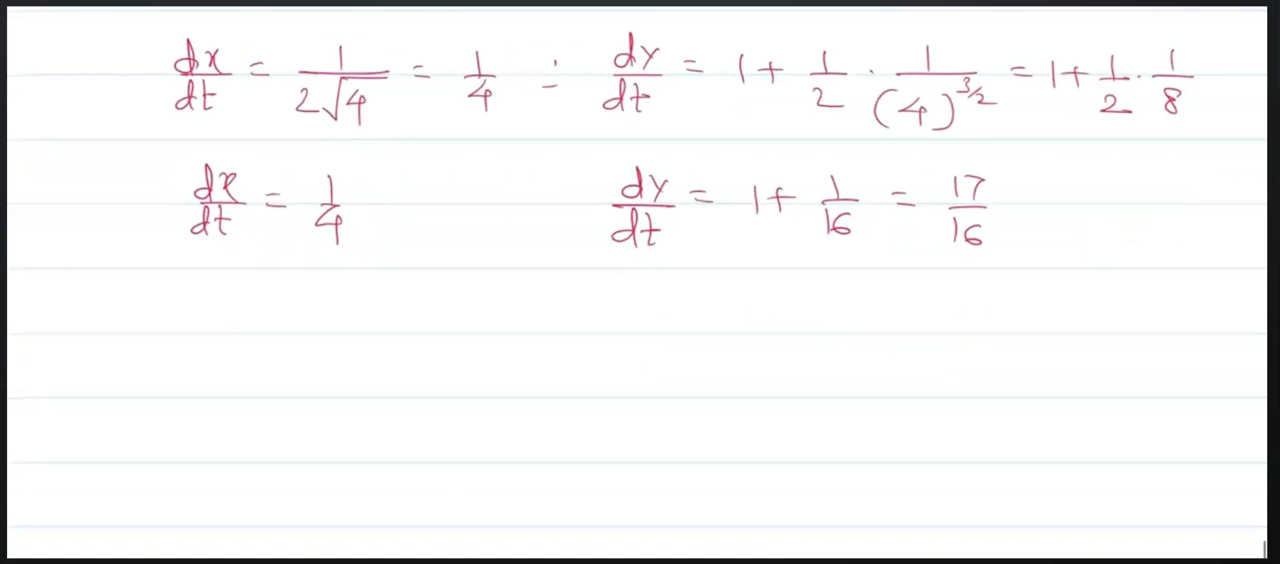 dx/dt = 1/(2√4) = 1/4 ; dy/dt = 1 + 1/2 · 1/(4)^(3/2) = 1 + 1/2 · 1/8
dx/dt = 1/4 dy/dt = 1 + 1/16 = 17/16